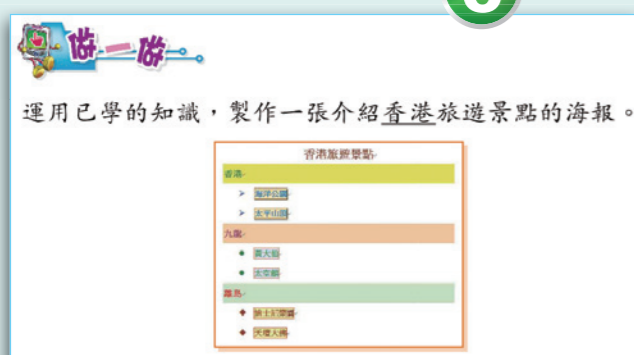 做一做
運用已學的知識，製作一張介紹香港旅遊景點的海報。
香港旅遊景點
香港
海洋公園
太平山頂
九龍
黃大仙
太空館
離島
迪士尼樂園
天壇大佛